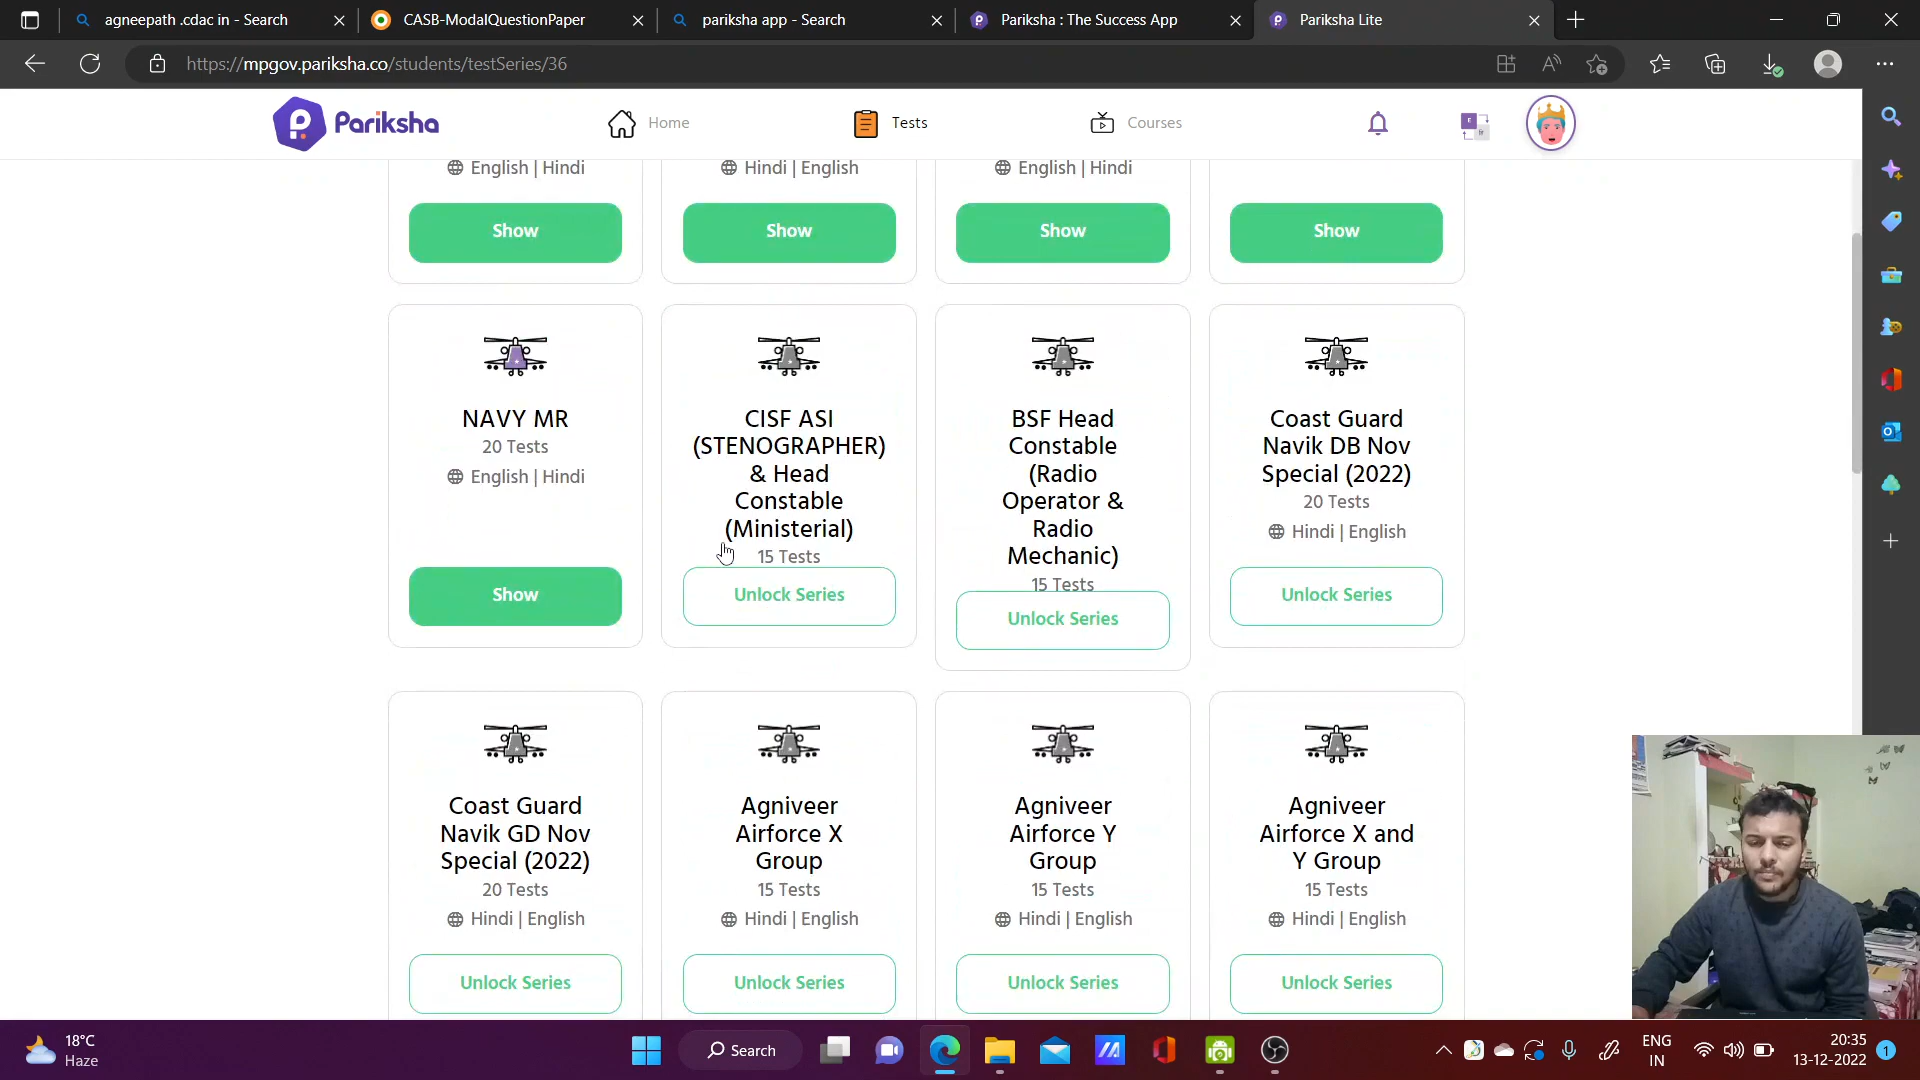 agneepath .cdac in - Search
CASB-ModalQuestionPaper
pariksha app - Search
Pariksha : The Success App
Pariksha Lite
https://mpgov.pariksha.co/students/testSeries/36
Pariksha
Home
Tests
Courses
English | Hindi
Hindi | English
English | Hindi
Show
Show
Show
Show
NAVY MR
20 Tests
English | Hindi
Show
CISF ASI
(STENOGRAPHER)
& Head
Constable
(Ministerial)
15 Tests
Unlock Series
BSF Head
Constable
(Radio
Operator &
Radio
Mechanic)
15 Tests
Unlock Series
Coast Guard
Navik DB Nov
Special (2022)
20 Tests
Hindi | English
Unlock Series
Coast Guard
Navik GD Nov
Special (2022)
20 Tests
Hindi | English
Unlock Series
Agniveer
Airforce X
Group
15 Tests
Hindi | English
Unlock Series
Agniveer
Airforce Y
Group
15 Tests
Hindi | English
Unlock Series
Agniveer
Airforce X and
Y Group
15 Tests
Hindi | English
Unlock Series
18°C
Haze
Search
ENG
IN
20:35
13-12-2022
1